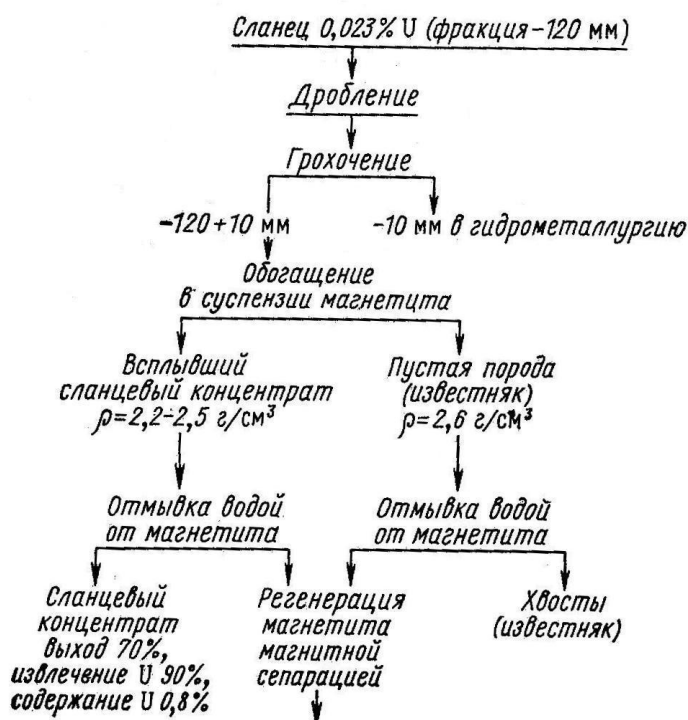 Сланец 0,023% U (фракция-120 мм)
Дробление
Грохочение
-120+10 мм
-10 мм в гидрометаллургию
Обогащение
в суспензии магнетита
Всплывший
сланцевый концентрат
ρ=2,2-2,5 г/см³
Пустая порода
(известняк)
ρ=2,6 г/см³
Отмывка водой
от магнетита
Отмывка водой
от магнетита
Сланцевый
концентрат
выход 70%,
извлечение U 90%,
содержание U 0,8%
Регенерация
магнетита
магнитной
сепарацией
Хвосты
(известняк)